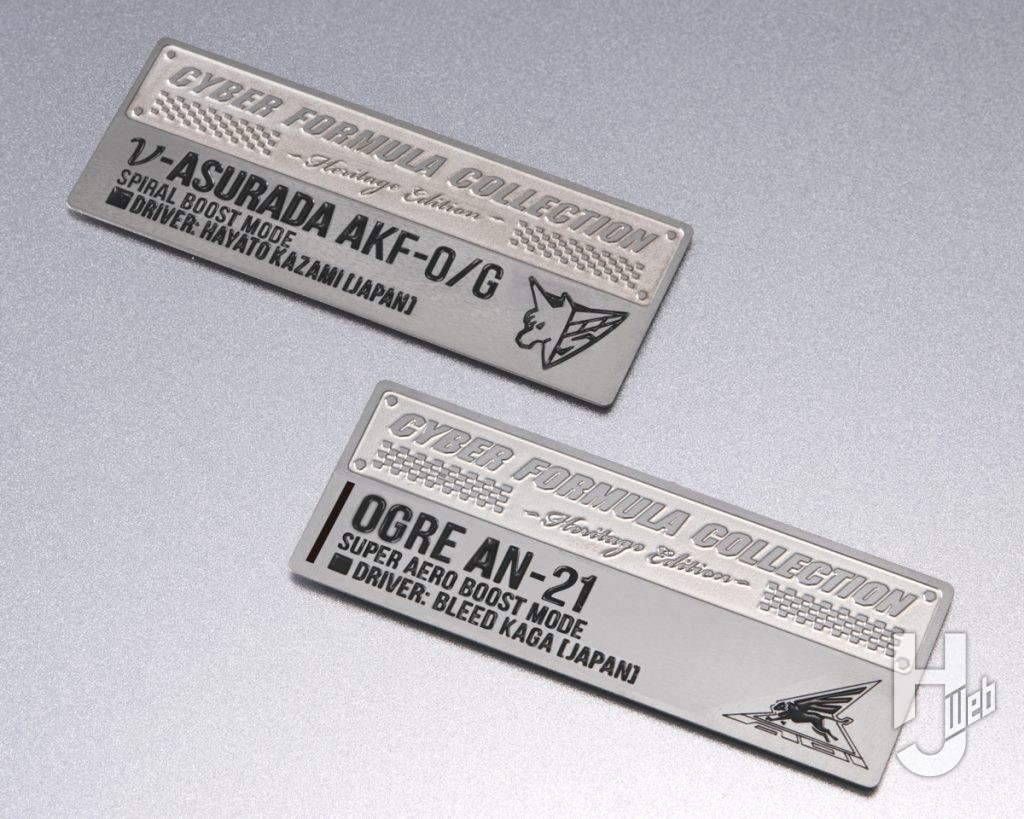 CYBER FORMULA COLLECTION
~Heritage Edition~
ν-ASURADA AKF-0/G
SPIRAL BOOST MODE
DRIVER: HAYATO KAZAMI [JAPAN]
CYBER FORMULA COLLECTION
~Heritage Edition~
OGRE AN-21
SUPER AERO BOOST MODE
DRIVER: BLEED KAGA [JAPAN]
AOI
HJ Web